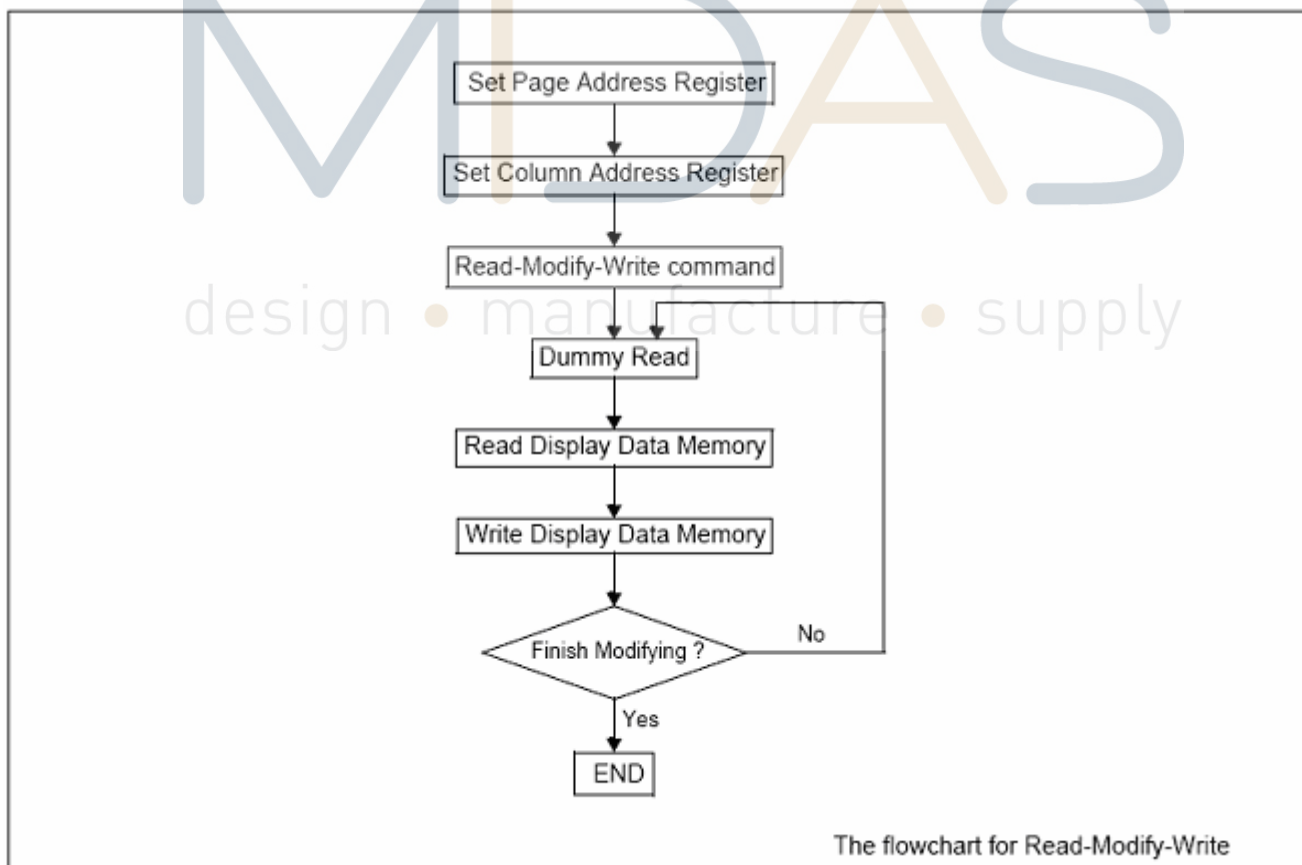 MIDAS
Set Page Address Register
Set Column Address Register
Read-Modify-Write command
design • manufacture • supply
Dummy Read
Read Display Data Memory
Write Display Data Memory
Finish Modifying ?
No
Yes
END
The flowchart for Read-Modify-Write